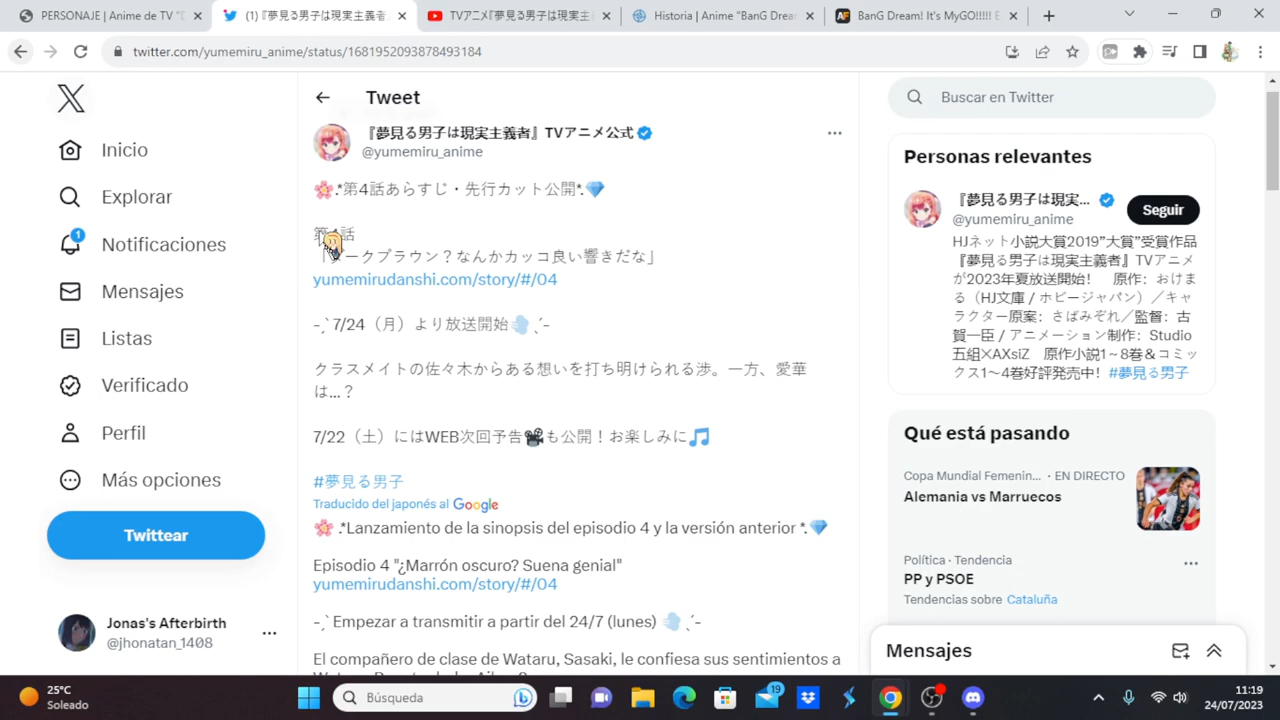 PERSONAJE | Anime de TV "D
(1)『夢見る男子は現実主義者』
TVアニメ『夢見る男子は現実主
Historia | Anime "BanG Dream
BanG Dream! It's MyGO!!!!! E
twitter.com/yumemiru_anime/status/1681952093878493184
Inicio
Explorar
1
Notificaciones
Mensajes
Listas
Verificado
Perfil
Más opciones
Twittear
Jonas's Afterbirth
@jhonatan_1408
Tweet
『夢見る男子は現実主義者』TVアニメ公式
@yumemiru_anime
🌸.*第4話あらすじ・先行カット公開*.💎
第4話
「ダークブラウン？なんかカッコ良い響きだな」
yumemirudanshi.com/story/#/04
-ˏˋ7/24（月）より放送開始💨ˎˊ-
クラスメイトの佐々木からある想いを打ち明けられる渉。一方、愛華
は...？
7/22（土）にはWEB次回予告📽も公開！お楽しみに🎵
#夢見る男子
Traducido del japonés al Google
🌸 .*Lanzamiento de la sinopsis del episodio 4 y la versión anterior *.💎
Episodio 4 "¿Marrón oscuro? Suena genial"
yumemirudanshi.com/story/#/04
-ˏˋEmpezar a transmitir a partir del 24/7 (lunes) 💨 ˎˊ-
El compañero de clase de Wataru, Sasaki, le confiesa sus sentimientos a
Buscar en Twitter
Personas relevantes
『夢見る男子は現実...
@yumemiru_anime
Seguir
HJネット小説大賞2019”大賞”受賞作品
『夢見る男子は現実主義者』TVアニメ
が2023年夏放送開始！　原作：おけま
る（HJ文庫 / ホビージャパン）／キャ
ラクター原案：さばみぞれ／監督：古
賀一臣 / アニメーション制作：Studio
五組×AXsiZ　原作小説1～8巻&コミッ
クス1～4巻好評発売中！ #夢見る男子
Qué está pasando
Copa Mundial Femenin... · EN DIRECTO
Alemania vs Marruecos
Política · Tendencia
PP y PSOE
Tendencias sobre Cataluña
Mensajes
25°C
Soleado
Búsqueda
19
11:19
24/07/2023